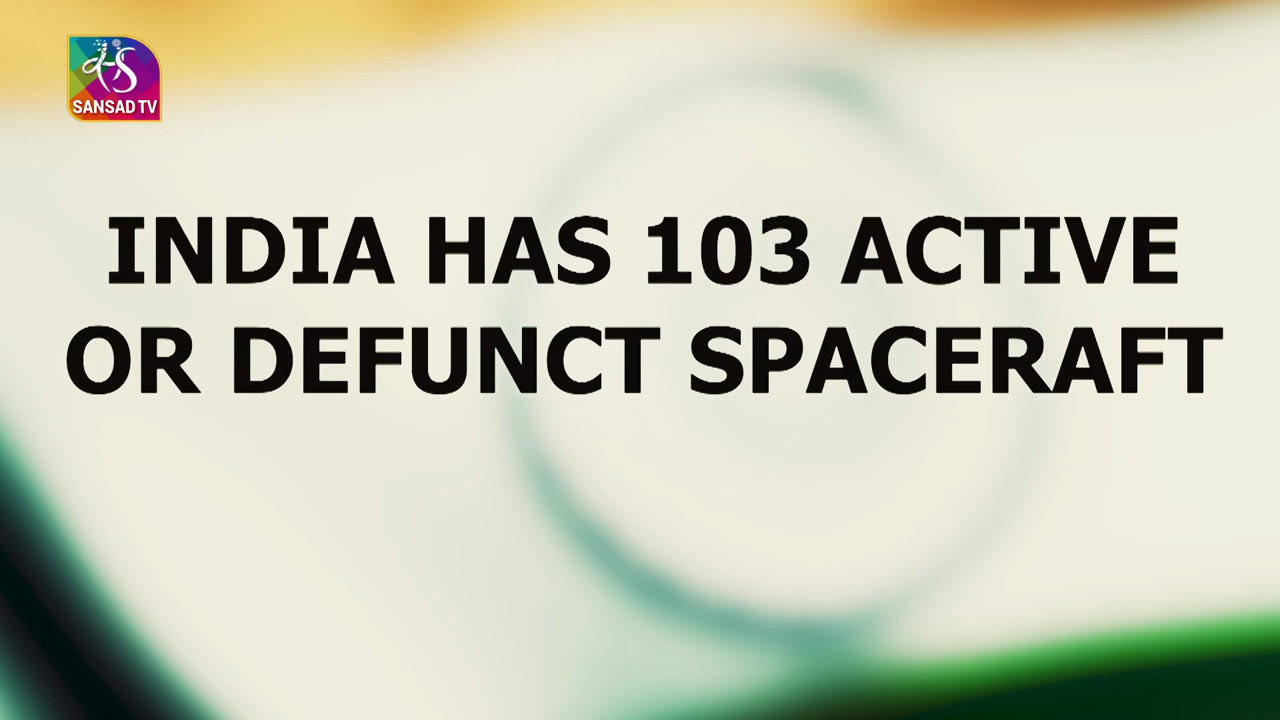 SANSAD TV
INDIA HAS 103 ACTIVE
OR DEFUNCT SPACERAFT